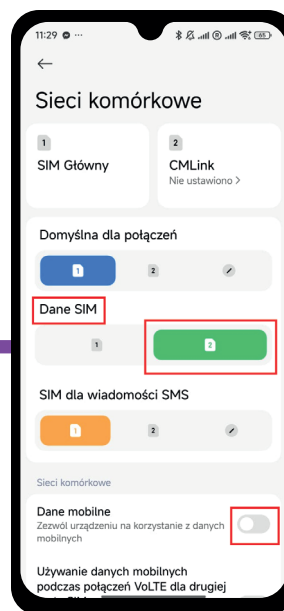 11:29
65
Sieci komórkowe
1
SIM Główny
2
CMLink
Nie ustawiono >
Domyślna dla połączeń
1 2
Dane SIM
1 2
SIM dla wiadomości SMS
1 2
Sieci komórkowe
Dane mobilne
Zezwól urządzeniu na korzystanie z danych
mobilnych
Używanie danych mobilnych
podczas połączeń VoLTE dla drugiej